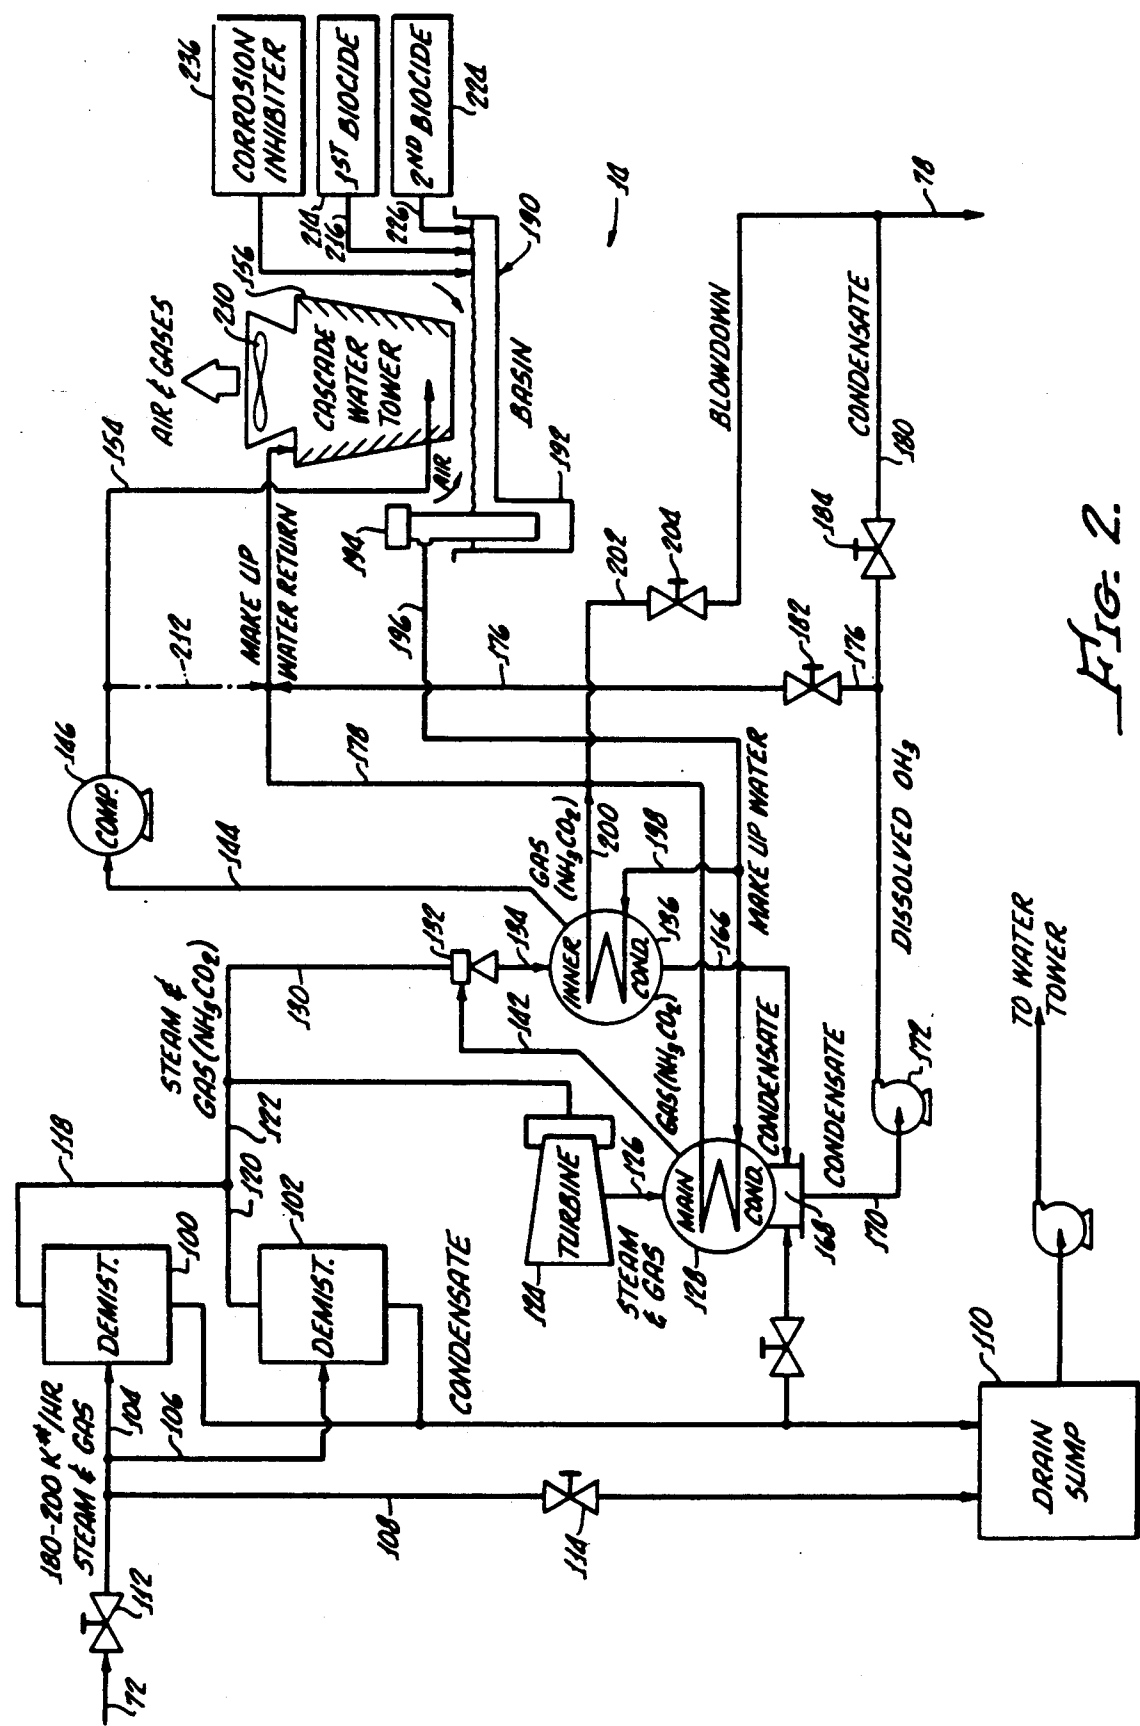 72
112
180-200 K#/HR
STEAM & GAS
104
106
108
114
DEMIST.
100
118
DEMIST.
102
120
122
CONDENSATE
DRAIN
SUMP
110
TO WATER
TOWER
STEAM &
GAS (NH3CO2)
130
132
134
142
TURBINE
124
126
STEAM
& GAS
MAIN
COND.
128
GAS (NH3CO2)
CONDENSATE
168
170
CONDENSATE
172
INNER
COND.
136
166
144
COMP.
146
GAS
(NH3CO2)
200
198
MAKE UP WATER
DISSOLVED OH3
178
212
MAKE UP
WATER RETURN
176
182
176
196
202
204
184
180
154
AIR & GASES
210
156
CASCADE
WATER
TOWER
AIR
194
192
BASIN
190
BLOWDOWN
CONDENSATE
78
14
236
CORROSION
INHIBITER
214
216
1ST BIOCIDE
226
2ND BIOCIDE
224
FIG. 2.